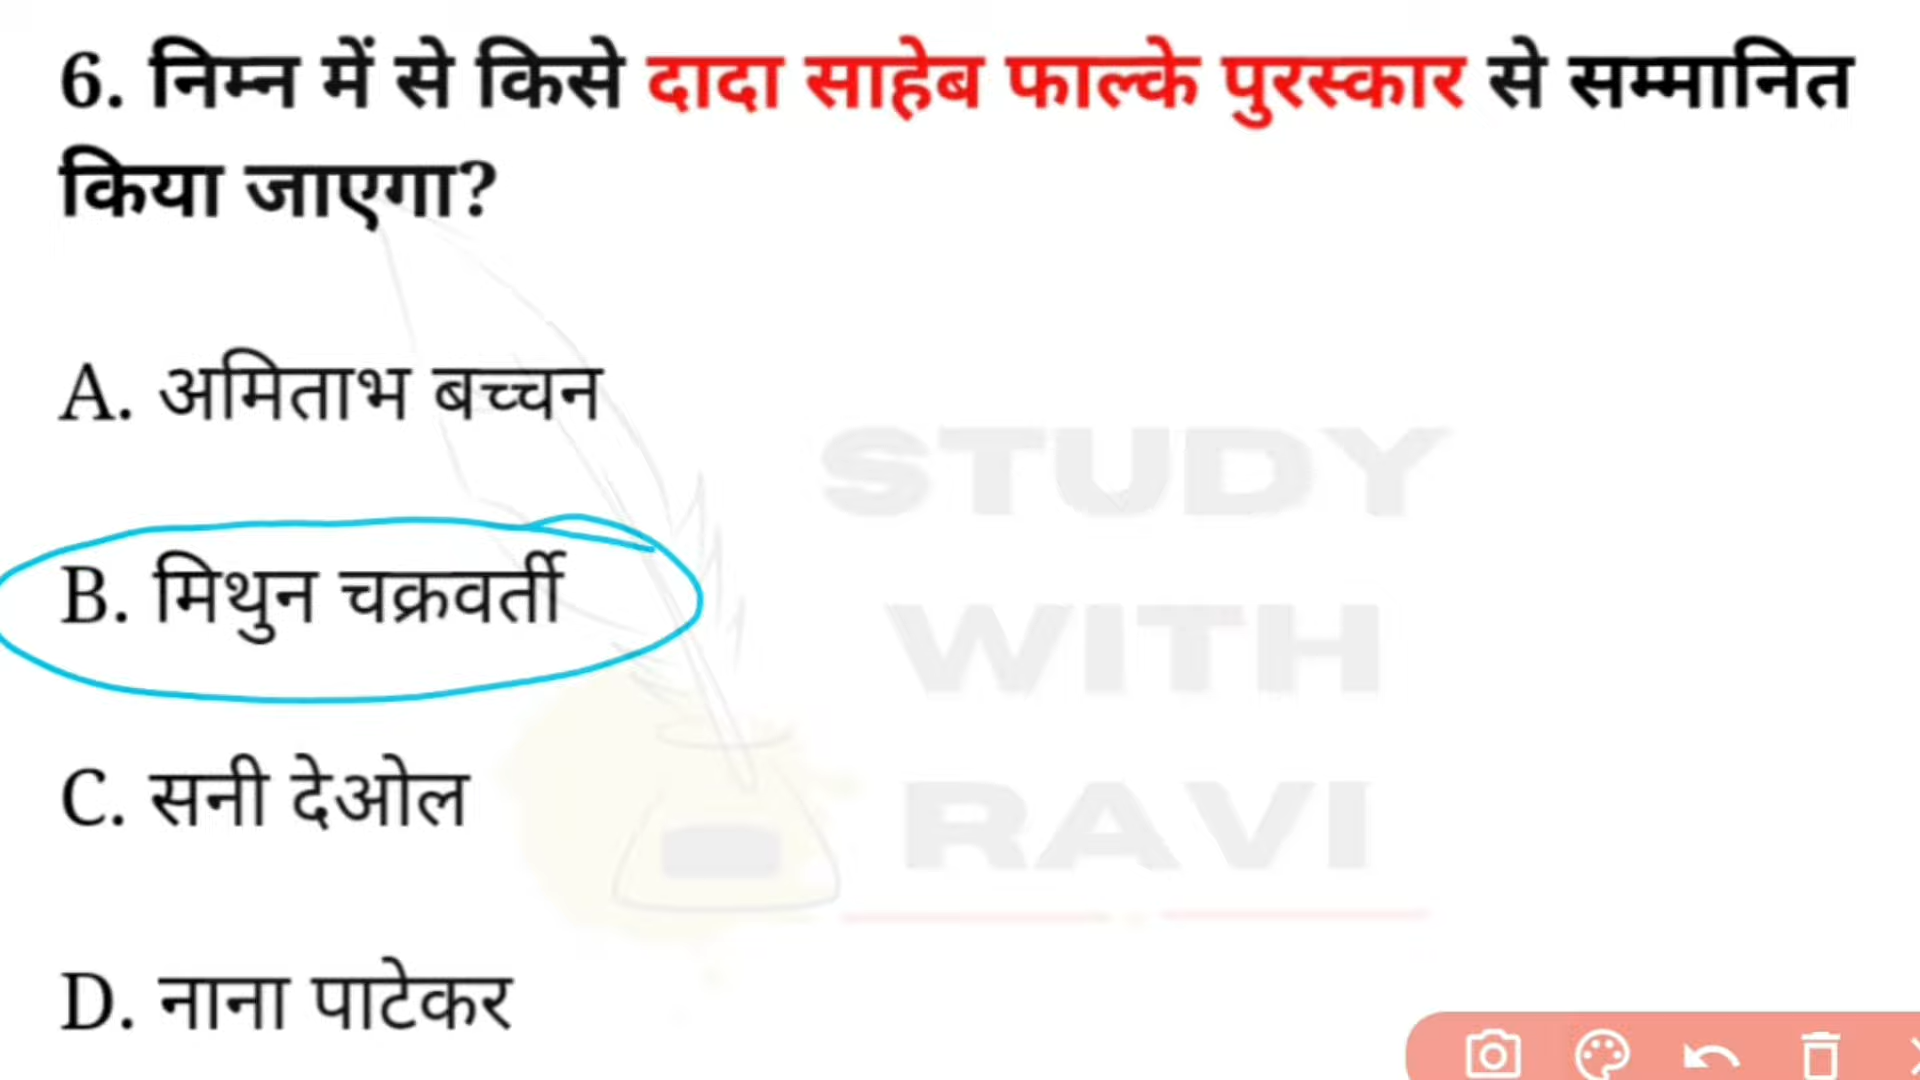 6. निम्न में से किसे दादा साहेब फाल्के पुरस्कार से सम्मानित
किया जाएगा?
A. अमिताभ बच्चन
STUDY
B. मिथुन चक्रवर्ती
WITH
C. सनी देओल
RAVI
D. नाना पाटेकर